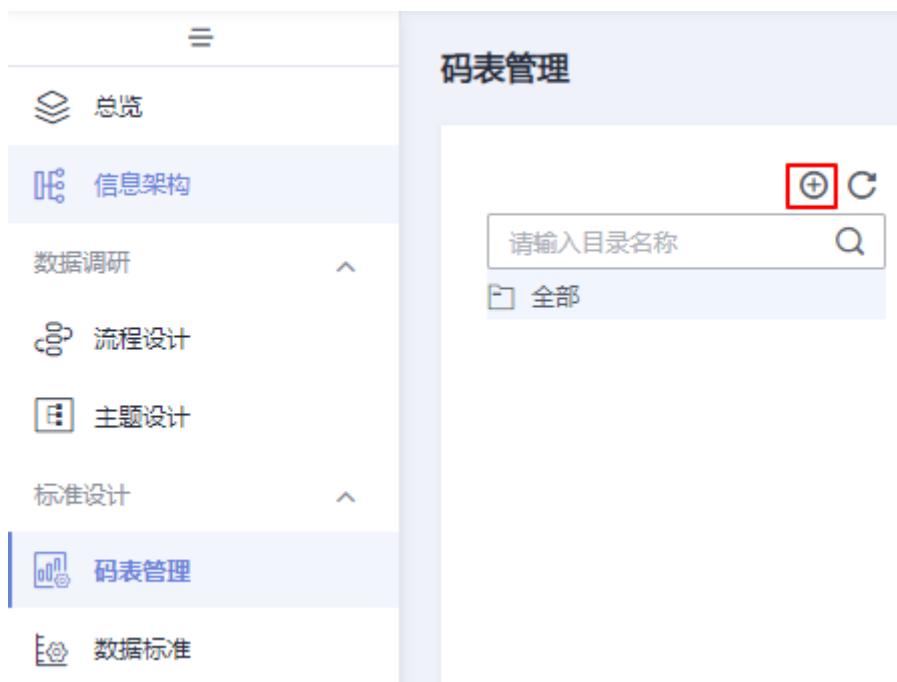 总览
信息架构
数据调研
流程设计
主题设计
标准设计
码表管理
数据标准
码表管理
请输入目录名称
全部